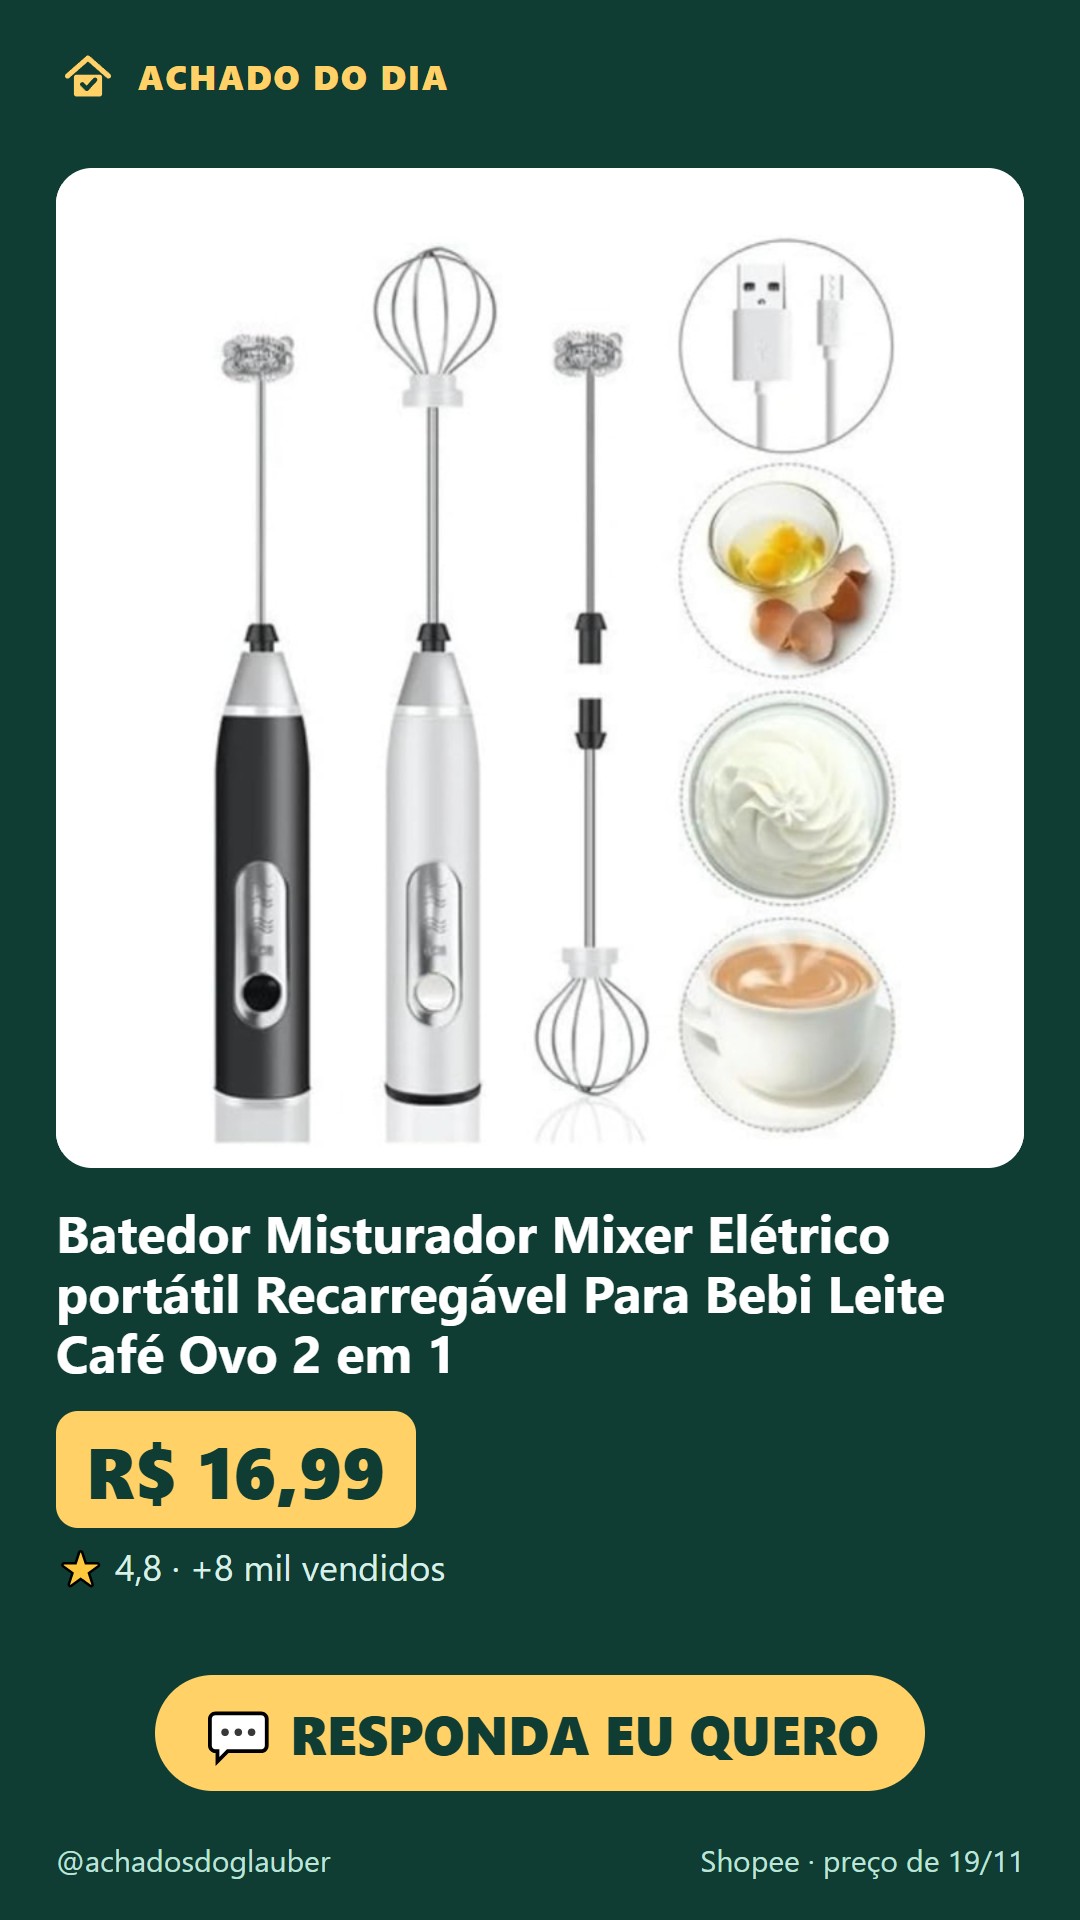 ACHADO DO DIA
Batedor Misturador Mixer Elétrico
portátil Recarregável Para Bebi Leite
Café Ovo 2 em 1
R$ 16,99
4,8 · +8 mil vendidos
RESPONDA EU QUERO
@achadosdoglauber
Shopee · preço de 19/11